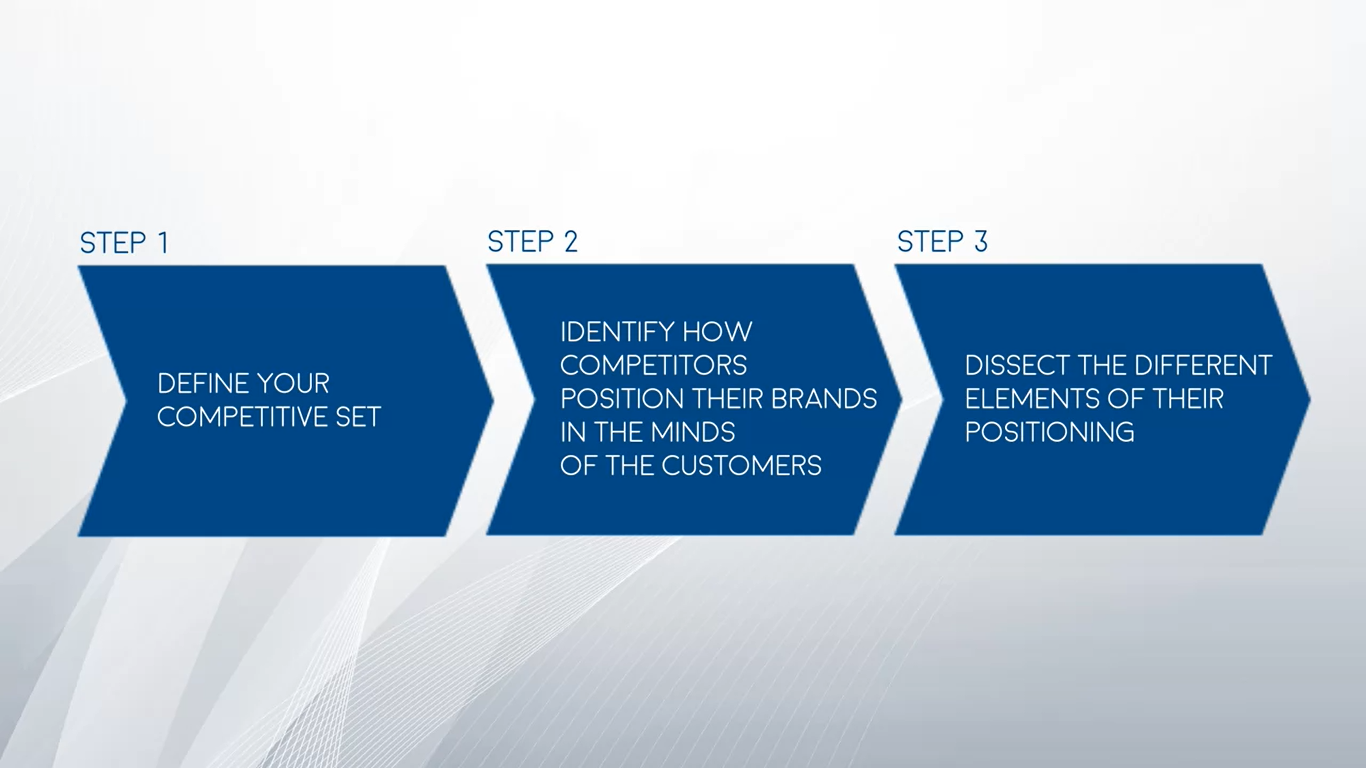 STEP 1
DEFINE YOUR
COMPETITIVE SET
STEP 2
IDENTIFY HOW
COMPETITORS
POSITION THEIR BRANDS
IN THE MINDS
OF THE CUSTOMERS
STEP 3
DISSECT THE DIFFERENT
ELEMENTS OF THEIR
POSITIONING